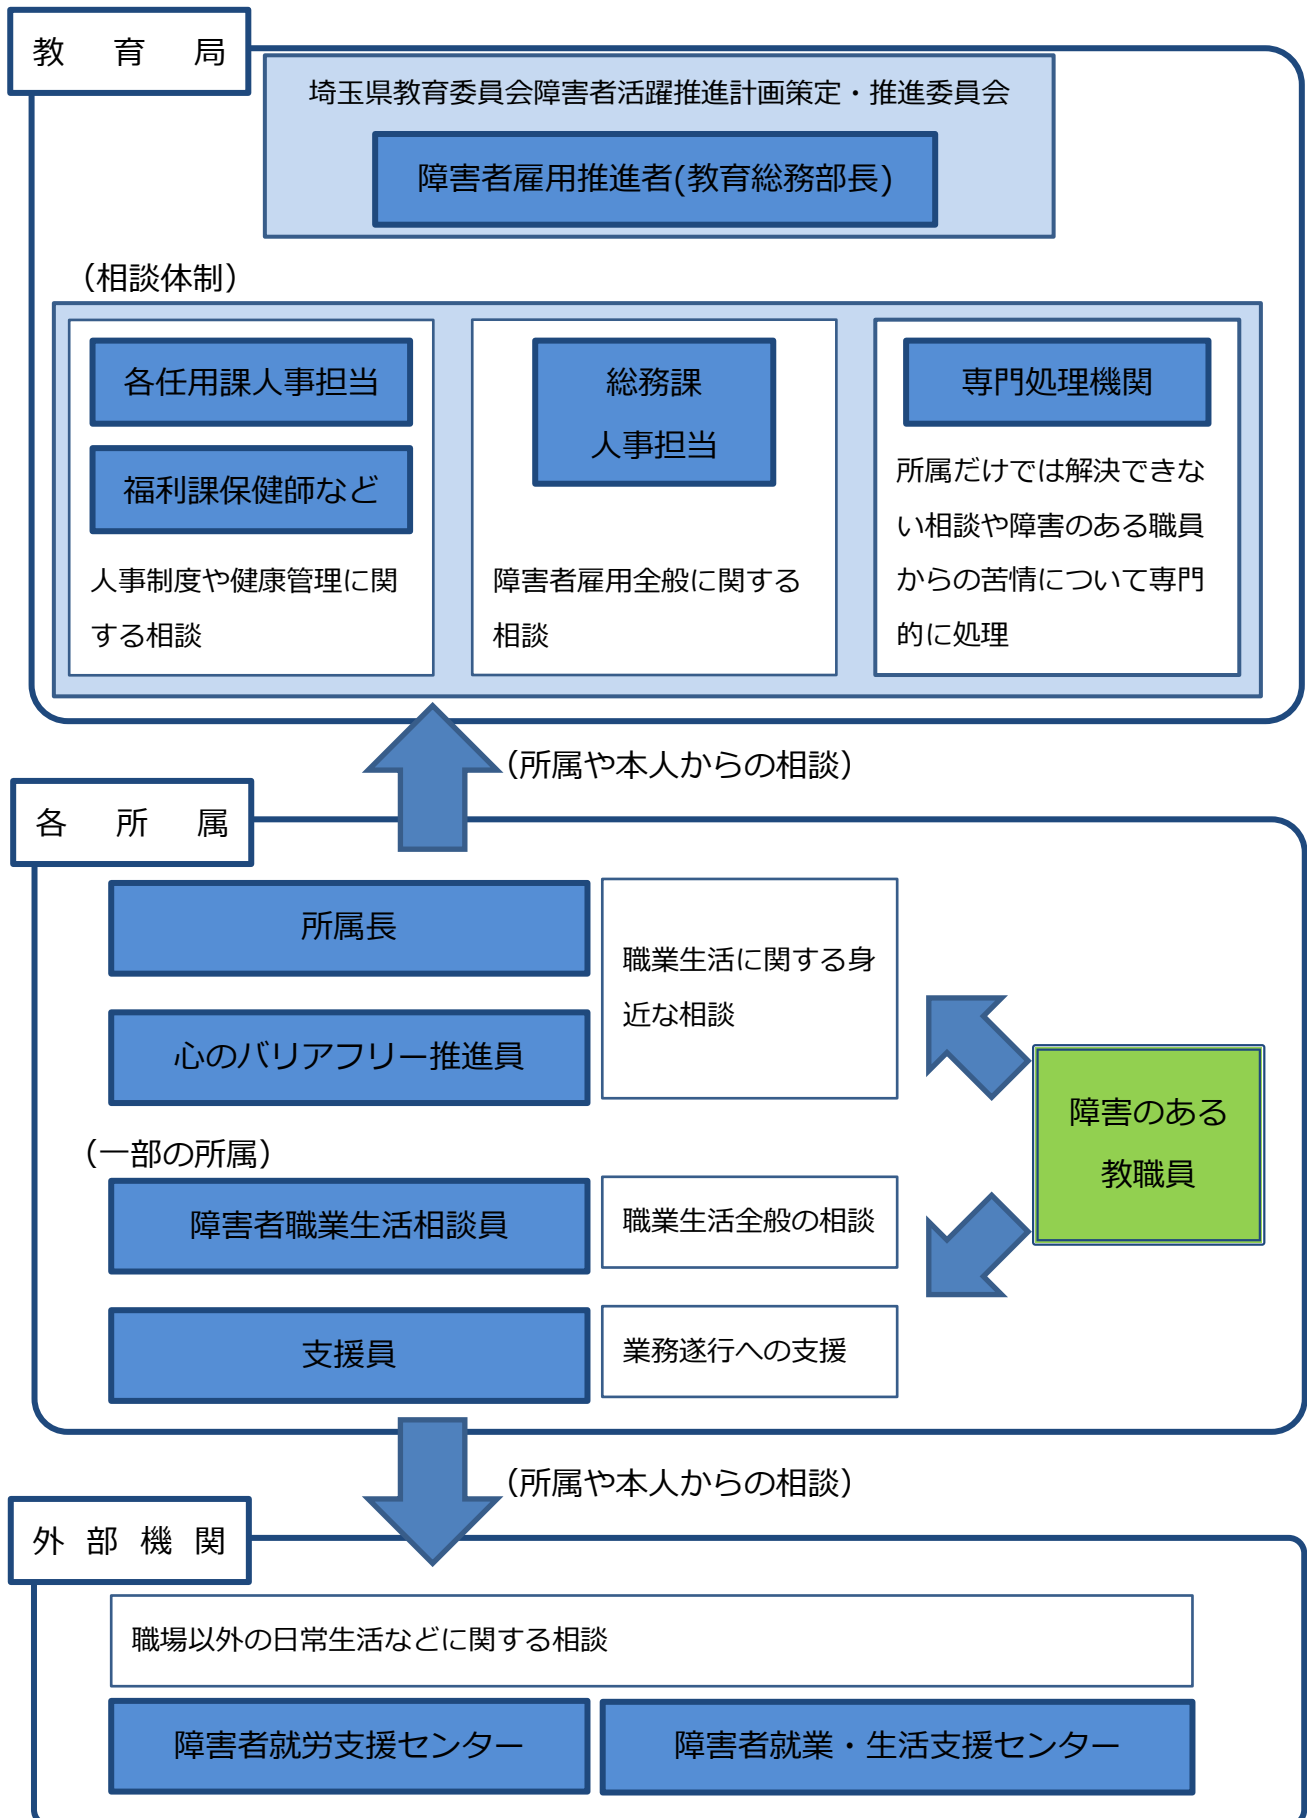 教育局
埼玉県教育委員会障害者活躍推進計画策定・推進委員会
障害者雇用推進者(教育総務部長)
（相談体制）
各任用課人事担当
福利課保健師など
人事制度や健康管理に関
する相談
総務課
人事担当
障害者雇用全般に関する
相談
専門処理機関
所属だけでは解決できな
い相談や障害のある職員
からの苦情について専門
的に処理
（所属や本人からの相談）
各所属
所属長
心のバリアフリー推進員
職業生活に関する身
近な相談
（一部の所属）
障害者職業生活相談員
職業生活全般の相談
支援員
業務遂行への支援
障害のある
教職員
（所属や本人からの相談）
外部機関
職場以外の日常生活などに関する相談
障害者就労支援センター
障害者就業・生活支援センター